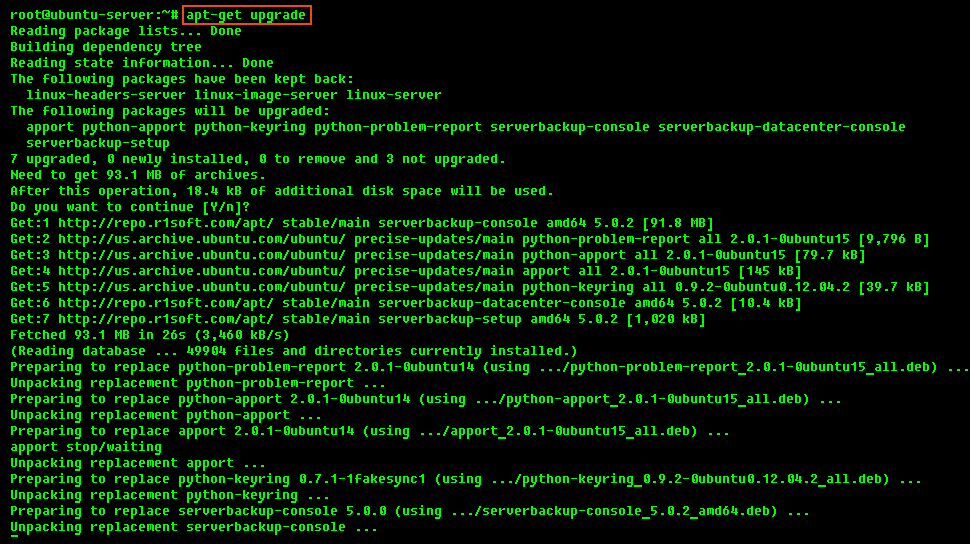 root@ubuntu-server:~# apt-get upgrade
Reading package lists... Done
Building dependency tree
Reading state information... Done
The following packages have been kept back:
  linux-headers-server linux-image-server linux-server
The following packages will be upgraded:
  apport python-apport python-keyring python-problem-report serverbackup-console serverbackup-datacenter-console
  serverbackup-setup
7 upgraded, 0 newly installed, 0 to remove and 3 not upgraded.
Need to get 93.1 MB of archives.
After this operation, 18.4 kB of additional disk space will be used.
Do you want to continue [Y/n]?
Get:1 http://repo.r1soft.com/apt/ stable/main serverbackup-console amd64 5.0.2 [91.8 MB]
Get:2 http://us.archive.ubuntu.com/ubuntu/ precise-updates/main python-problem-report all 2.0.1-0ubuntu15 [9,796 B]
Get:3 http://us.archive.ubuntu.com/ubuntu/ precise-updates/main python-apport all 2.0.1-0ubuntu15 [79.7 kB]
Get:4 http://us.archive.ubuntu.com/ubuntu/ precise-updates/main apport all 2.0.1-0ubuntu15 [145 kB]
Get:5 http://us.archive.ubuntu.com/ubuntu/ precise-updates/main python-keyring all 0.9.2-0ubuntu0.12.04.2 [39.7 kB]
Get:6 http://repo.r1soft.com/apt/ stable/main serverbackup-datacenter-console amd64 5.0.2 [10.4 kB]
Get:7 http://repo.r1soft.com/apt/ stable/main serverbackup-setup amd64 5.0.2 [1,020 kB]
Fetched 93.1 MB in 26s (3,460 kB/s)
(Reading database ... 49904 files and directories currently installed.)
Preparing to replace python-problem-report 2.0.1-0ubuntu14 (using .../python-problem-report_2.0.1-0ubuntu15_all.deb) ...
Unpacking replacement python-problem-report ...
Preparing to replace python-apport 2.0.1-0ubuntu14 (using .../python-apport_2.0.1-0ubuntu15_all.deb) ...
Unpacking replacement python-apport ...
Preparing to replace apport 2.0.1-0ubuntu14 (using .../apport_2.0.1-0ubuntu15_all.deb) ...
apport stop/waiting
Unpacking replacement apport ...
Preparing to replace python-keyring 0.7.1-1fakesync1 (using .../python-keyring_0.9.2-0ubuntu0.12.04.2_all.deb) ...
Unpacking replacement python-keyring ...
Preparing to replace serverbackup-console 5.0.0 (using .../serverbackup-console_5.0.2_amd64.deb) ...
Unpacking replacement serverbackup-console ...